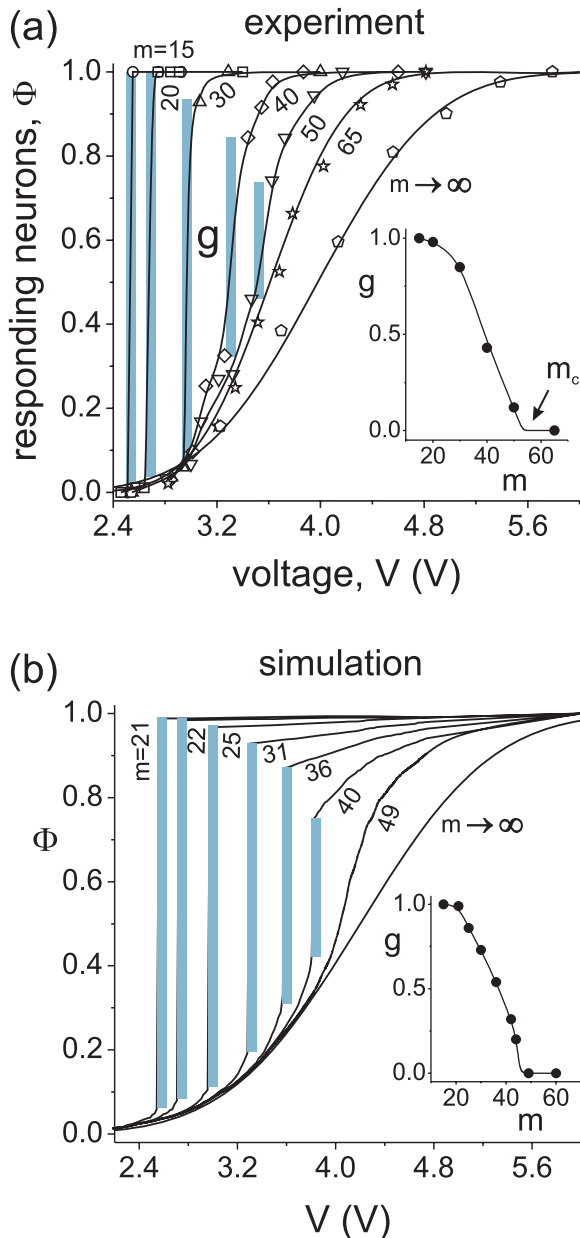 (a) experiment
responding neurons, Φ
1.0
0.8
0.6
0.4
0.2
0.0
m=15
20
30
40
50
65
m → ∞
g
g
1.0
0.5
0.0
m_c
20 40 60
m
2.4 3.2 4.0 4.8 5.6
voltage, V (V)
(b) simulation
Φ
1.0
0.8
0.6
0.4
0.2
0.0
m=21
22
25
31
36
40
49
m → ∞
g
1.0
0.5
0.0
20 40 60
m
2.4 3.2 4.0 4.8 5.6
V (V)